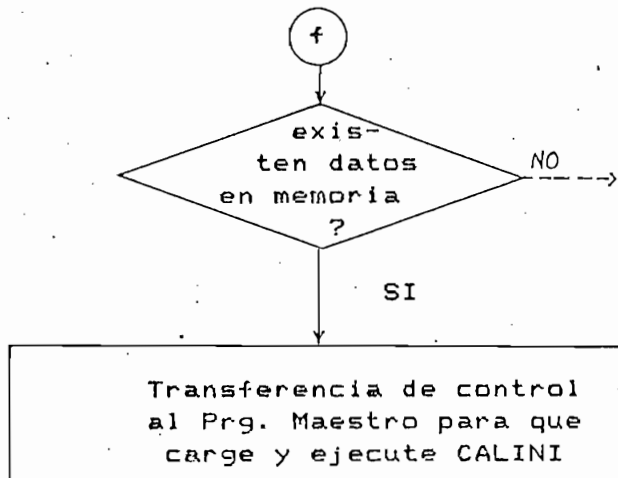 f
exis-
ten datos
en memoria
?
NO
SI
Transferencia de control
al Prg. Maestro para que
carge y ejecute CALINI